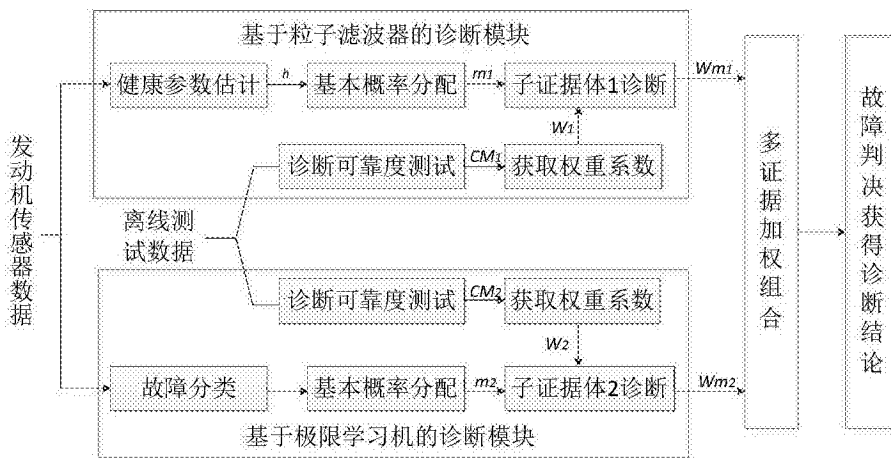 基于粒子滤波器的诊断模块
健康参数估计
h
基本概率分配
m1
子证据体1诊断
Wm1
W1
诊断可靠度测试
CM1
获取权重系数
发动机传感器数据
离线测
试数据
诊断可靠度测试
CM2
获取权重系数
W2
故障分类
基本概率分配
m2
子证据体2诊断
Wm2
基于极限学习机的诊断模块
多证据加权组合
故障判决获得诊断结论